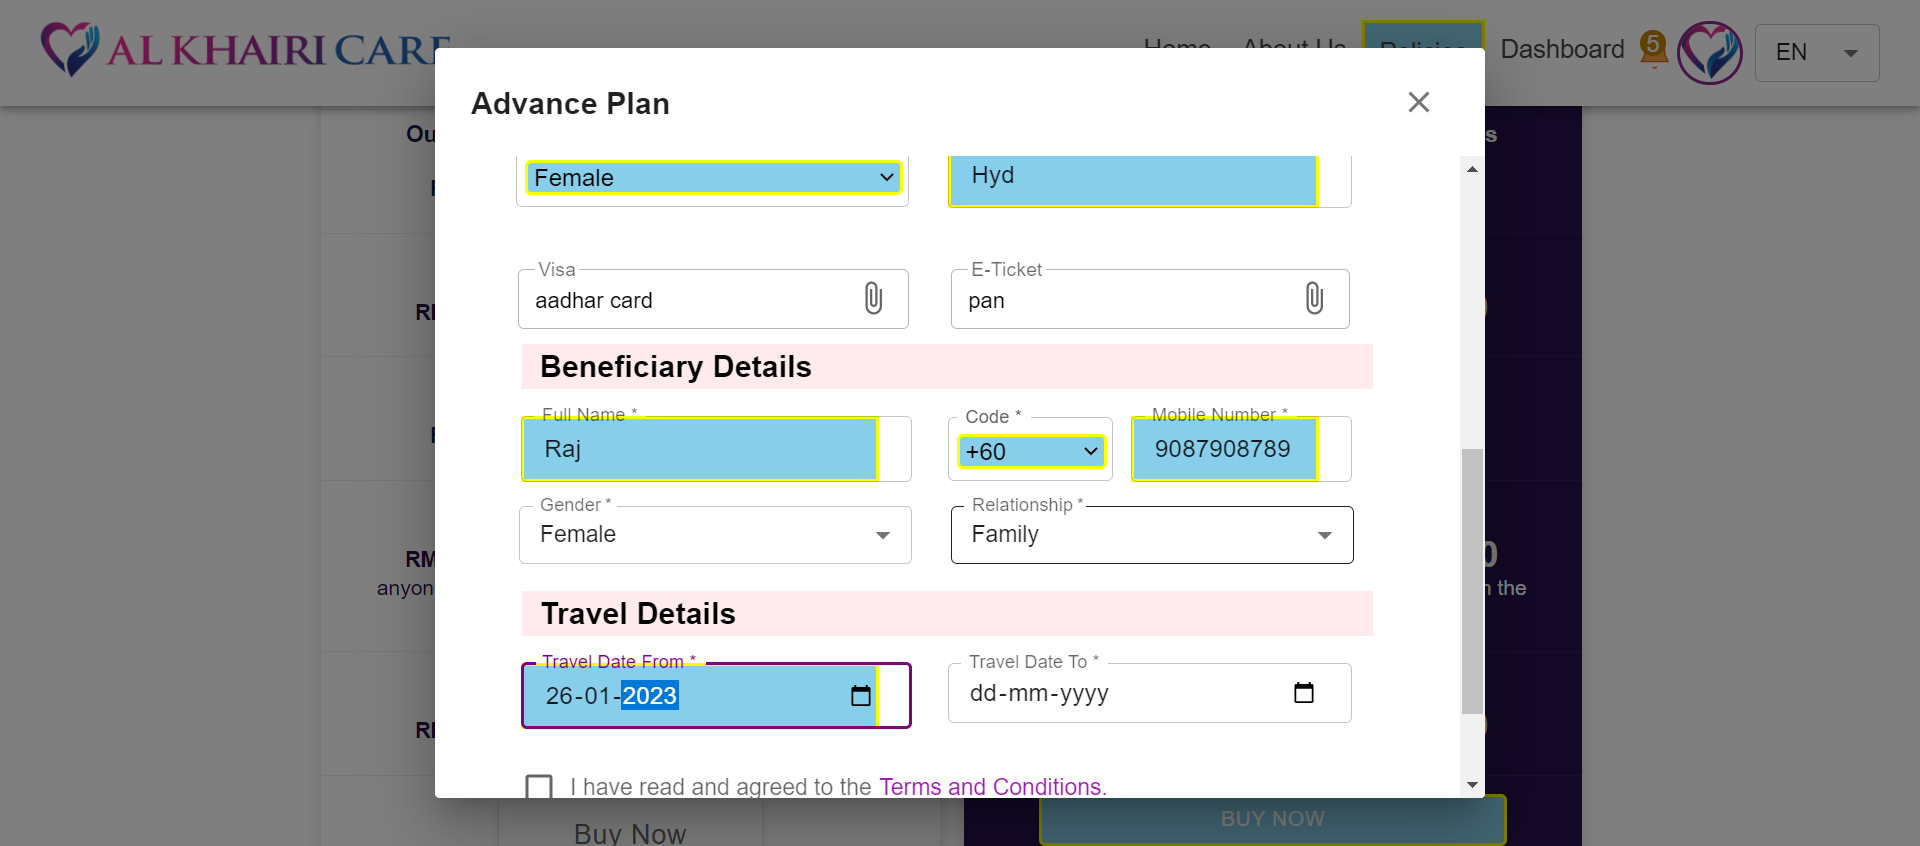 AL KHAIRI CARE
Home About Us Policies Dashboard 5 EN
Advance Plan
Female
Hyd
Visa
aadhar card
E-Ticket
pan
Beneficiary Details
Full Name *
Raj
Code *
+60
Mobile Number *
9087908789
Gender *
Female
Relationship *
Family
Travel Details
Travel Date From *
26-01-2023
Travel Date To *
dd-mm-yyyy
I have read and agreed to the Terms and Conditions.
Buy Now
BUY NOW
the